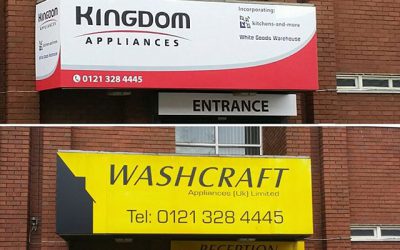 KINGDOM
APPLIANCES
Incorporating:
kitchens-and-more
White Goods Warehouse
KINGDOM
0121 328 4445
ENTRANCE
WASHCRAFT
Appliances (Uk) Limited
Tel: 0121 328 4445
RECEPTION